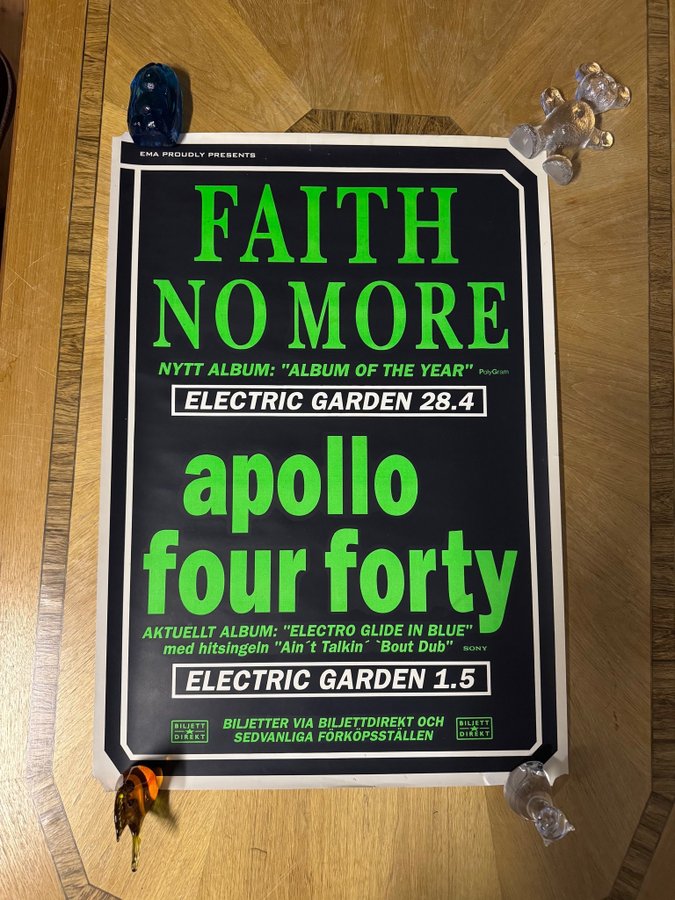 EMA PROUDLY PRESENTS
FAITH
NO MORE
NYTT ALBUM: "ALBUM OF THE YEAR" PolyGram
ELECTRIC GARDEN 28.4
apollo
four forty
AKTUELLT ALBUM: "ELECTRO GLIDE IN BLUE"
med hitsingeln "Ain´t Talkin´ `Bout Dub" SONY
ELECTRIC GARDEN 1.5
BILJETT DIREKT
BILJETTER VIA BILJETTDIREKT OCH
SEDVANLIGA FÖRKÖPSSTÄLLEN
BILJETT DIREKT